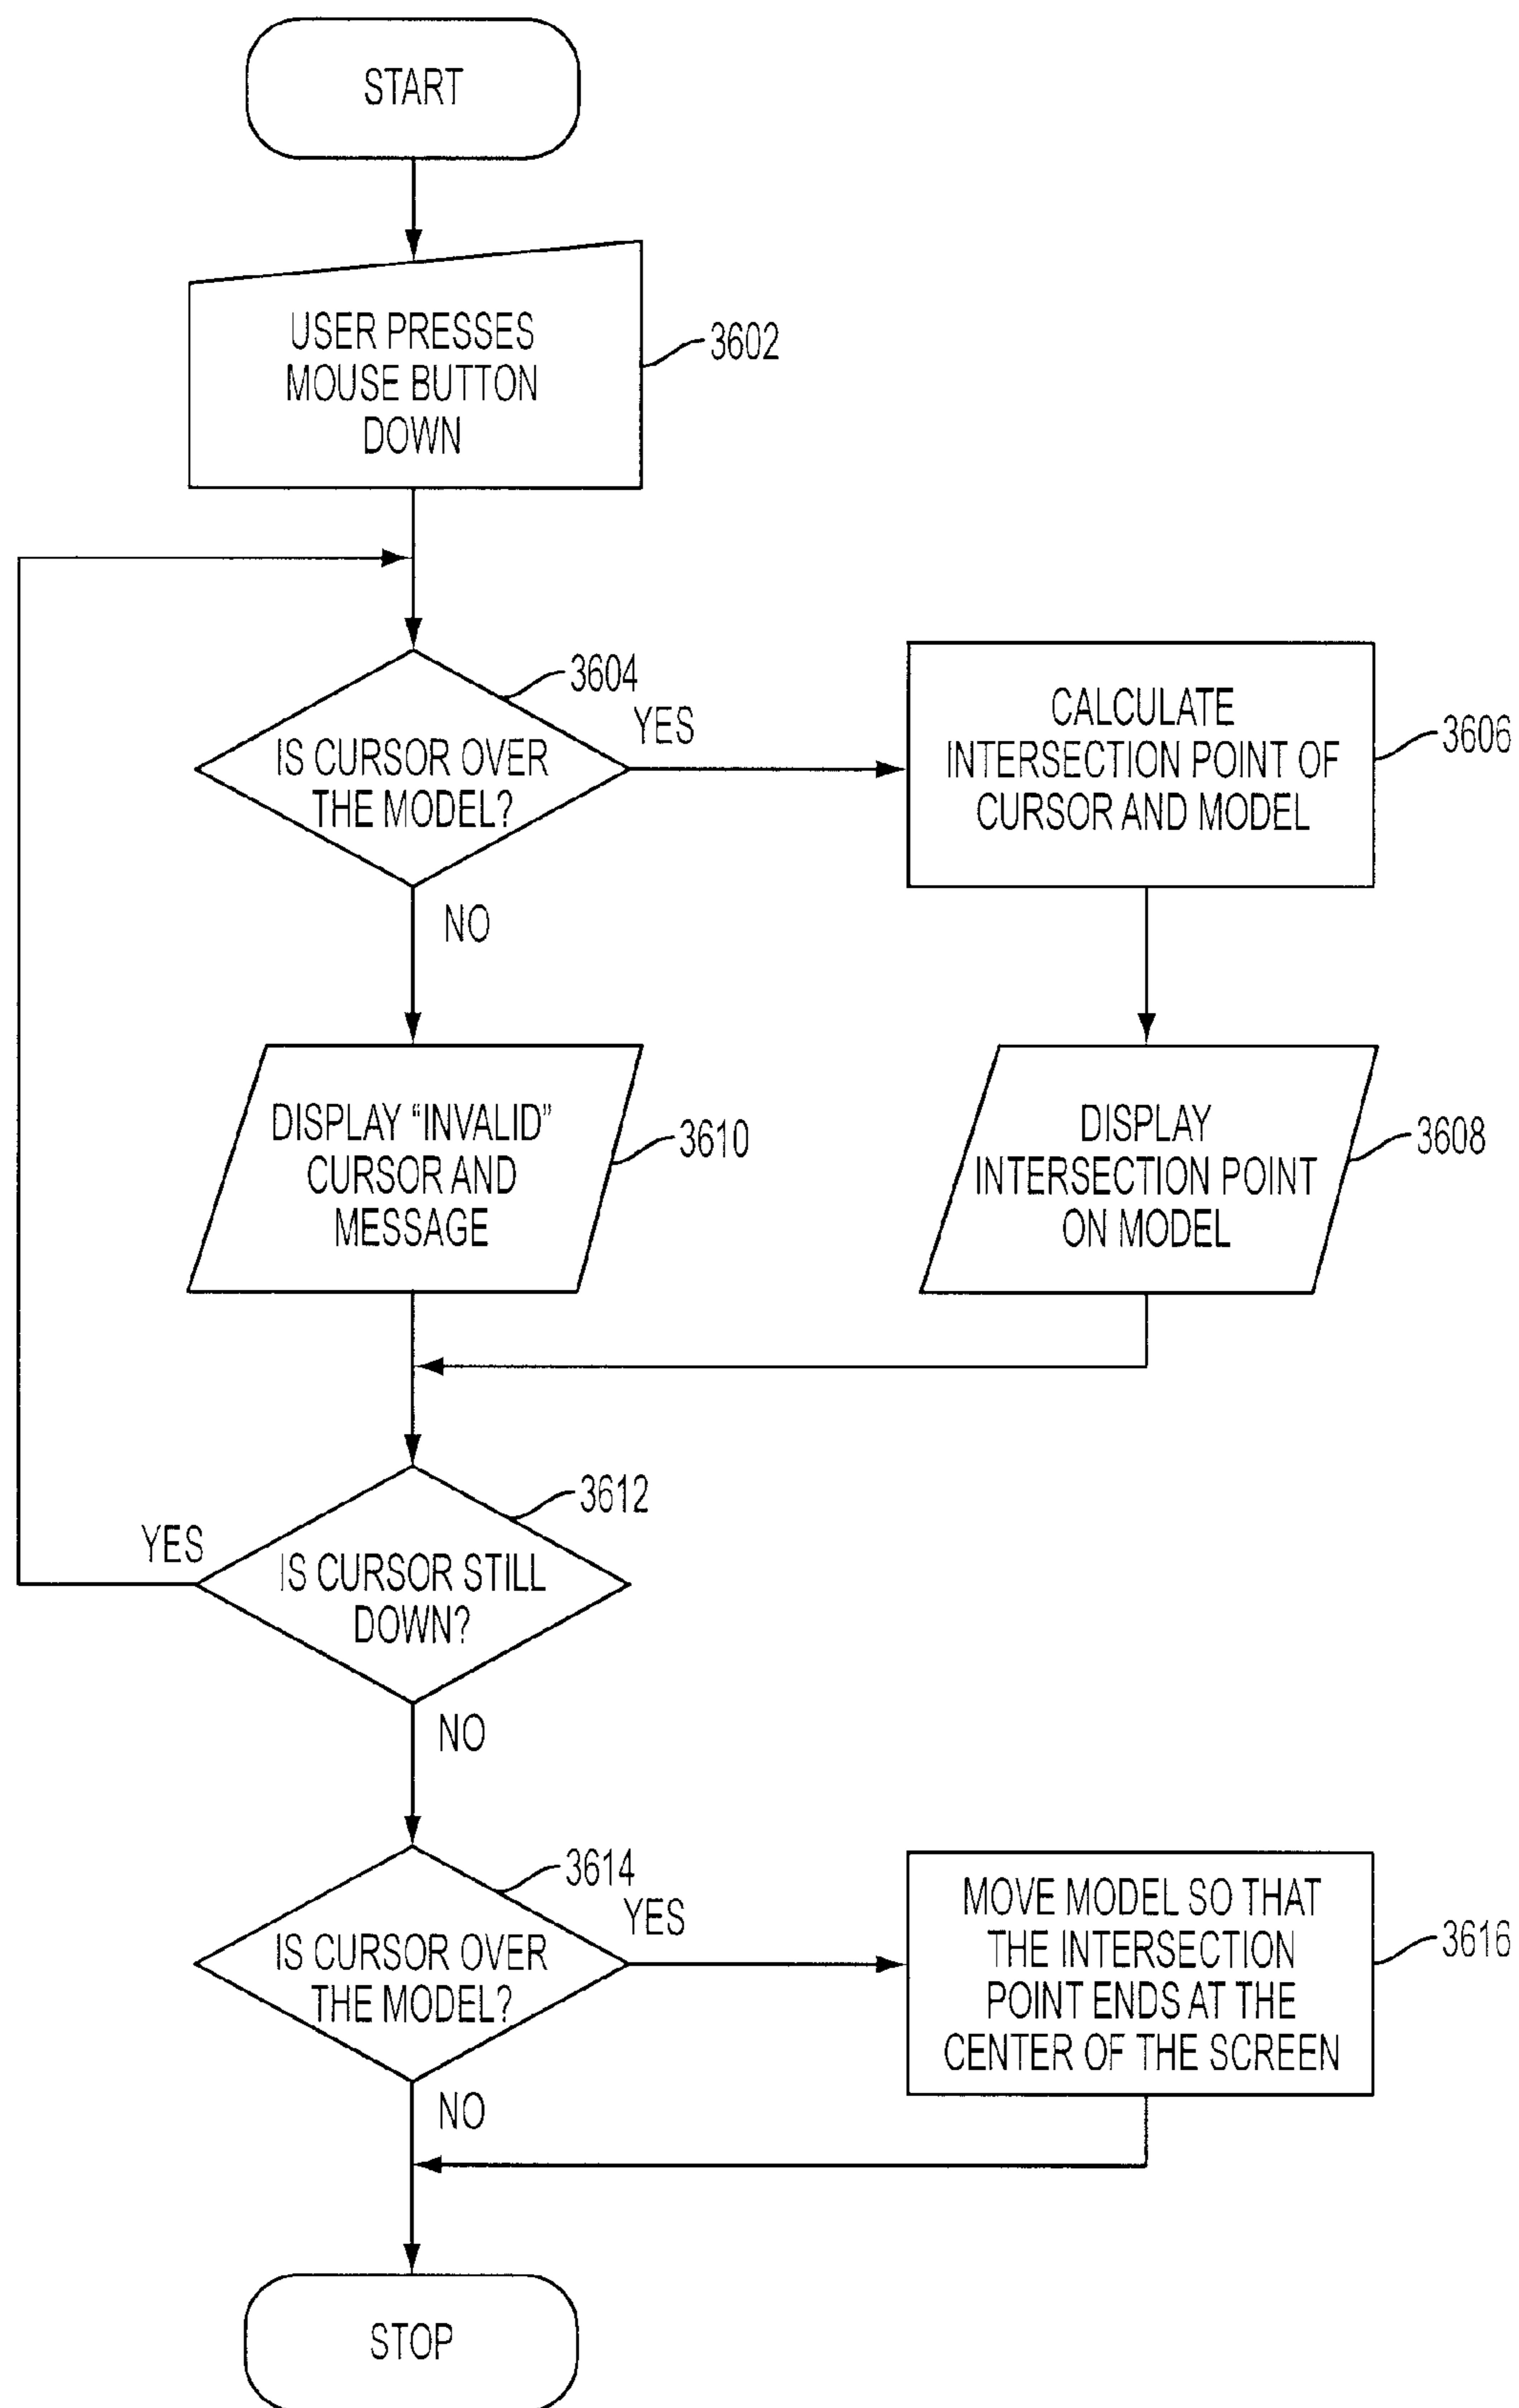 START
USER PRESSES
MOUSE BUTTON
DOWN
3602
3604
IS CURSOR OVER
THE MODEL?
YES
NO
CALCULATE
INTERSECTION POINT OF
CURSOR AND MODEL
3606
DISPLAY “INVALID”
CURSOR AND
MESSAGE
3610
DISPLAY
INTERSECTION POINT
ON MODEL
3608
3612
YES
IS CURSOR STILL
DOWN?
NO
3614
IS CURSOR OVER
THE MODEL?
YES
NO
MOVE MODEL SO THAT
THE INTERSECTION
POINT ENDS AT THE
CENTER OF THE SCREEN
3616
STOP